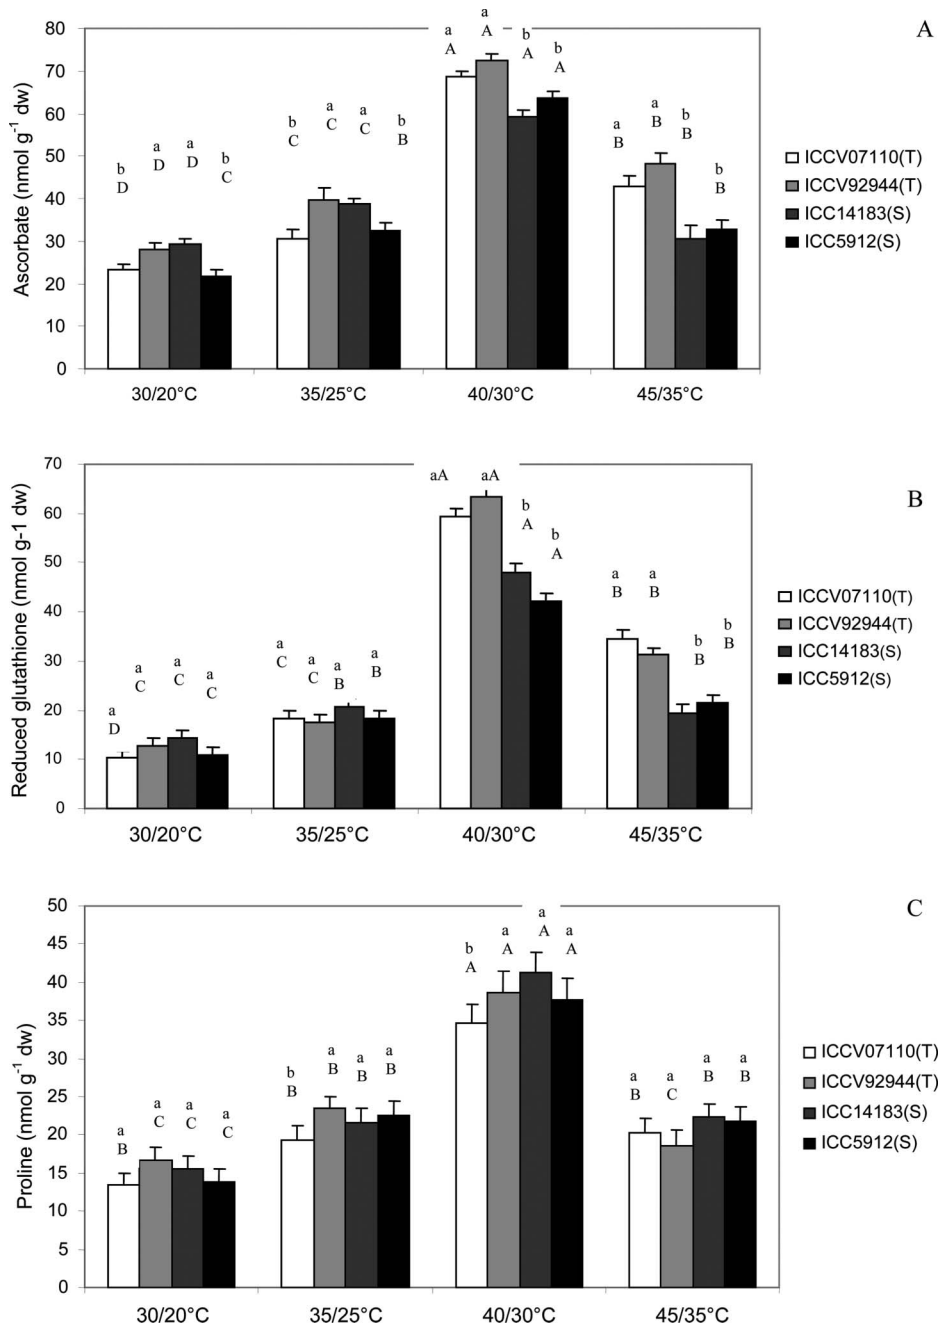 A
80
70
60
50
40
30
20
10
0
Ascorbate (nmol g-1 dw)
b
D
a
D
a
D
b
C
b
C
a
C
a
C
b
B
a
A
a
A
b
A
b
A
a
B
a
B
b
B
b
B
30/20°C 35/25°C 40/30°C 45/35°C
ICCV07110(T)
ICCV92944(T)
ICC14183(S)
ICC5912(S)
B
70
60
50
40
30
20
10
0
Reduced glutathione (nmol g-1 dw)
a
D
a
C
a
C
a
C
a
C
a
C
a
B
a
B
aA
aA
b
A
b
A
a
B
a
B
b
B
b
B
30/20°C 35/25°C 40/30°C 45/35°C
ICCV07110(T)
ICCV92944(T)
ICC14183(S)
ICC5912(S)
C
50
45
40
35
30
25
20
15
10
5
0
Proline (nmol g-1 dw)
a
B
a
C
a
C
a
C
b
B
a
B
a
B
a
B
b
A
a
A
a
A
a
A
a
B
a
C
a
B
a
B
30/20°C 35/25°C 40/30°C 45/35°C
ICCV07110(T)
ICCV92944(T)
ICC14183(S)
ICC5912(S)